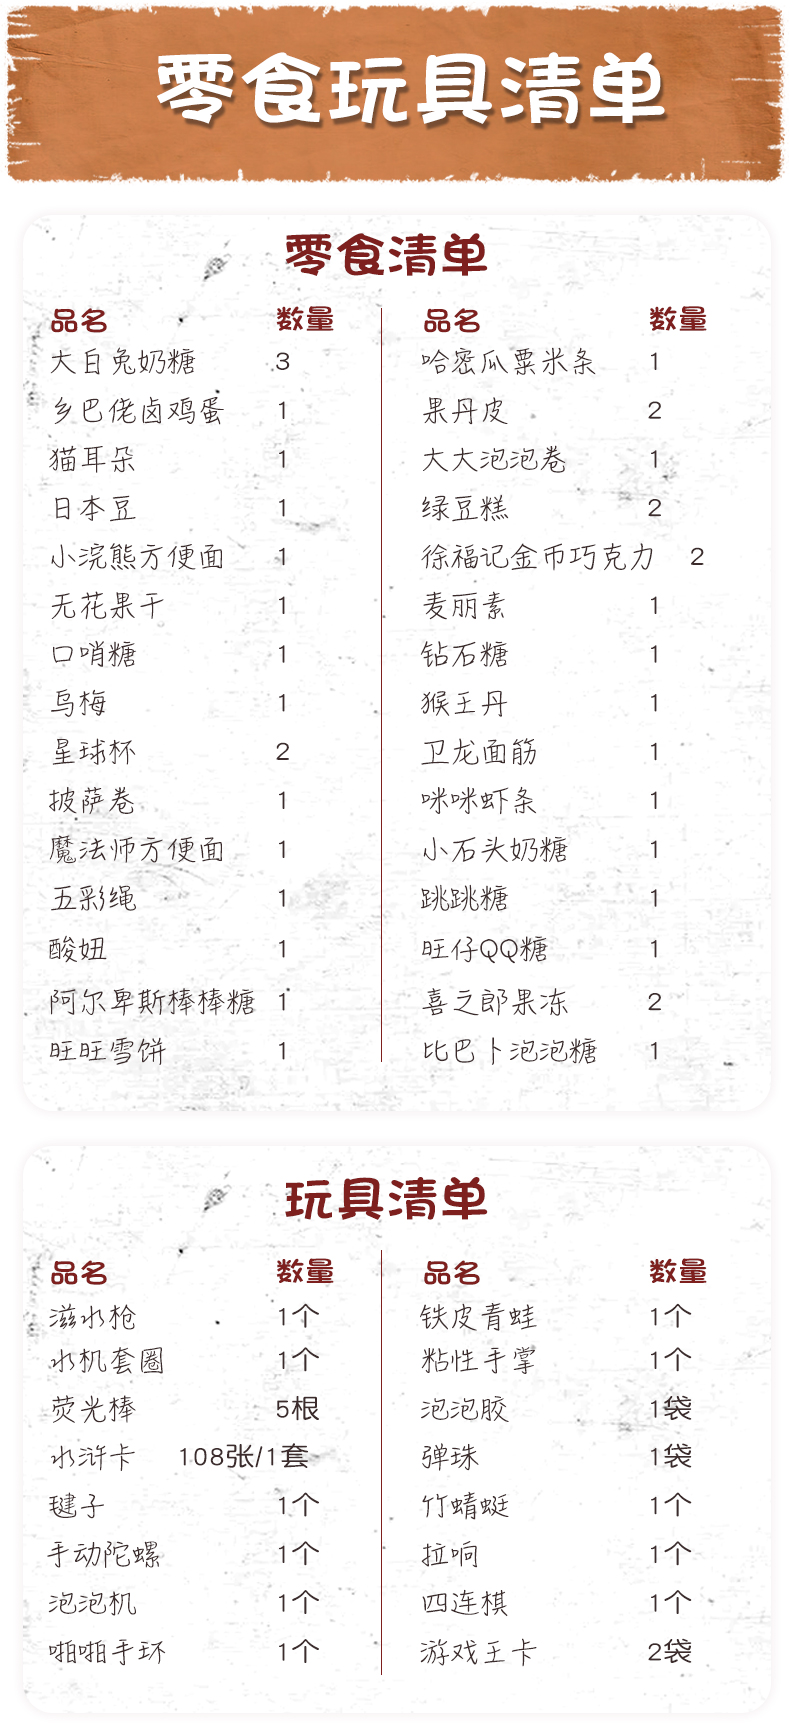 零食玩具清单
零食清单
品名 数量
大白兔奶糖 3
乡巴佬卤鸡蛋 1
猫耳朵 1
日本豆 1
小浣熊方便面 1
无花果干 1
口哨糖 1
乌梅 1
星球杯 2
披萨卷 1
魔法师方便面 1
五彩绳 1
酸妞 1
阿尔卑斯棒棒糖 1
旺旺雪饼 1
品名 数量
哈密瓜粟米条 1
果丹皮 2
大大泡泡卷 1
绿豆糕 2
徐福记金币巧克力 2
麦丽素 1
钻石糖 1
猴王丹 1
卫龙面筋 1
咪咪虾条 1
小石头奶糖 1
跳跳糖 1
旺仔QQ糖 1
喜之郎果冻 2
比巴卜泡泡糖 1
玩具清单
品名 数量
滋水枪 1个
水机套圈 1个
荧光棒 5根
水浒卡 108张/1套
毽子 1个
手动陀螺 1个
泡泡机 1个
啪啪手环 1个
品名 数量
铁皮青蛙 1个
粘性手掌 1个
泡泡胶 1袋
弹珠 1袋
竹蜻蜓 1个
拉响 1个
四连棋 1个
游戏王卡 2袋